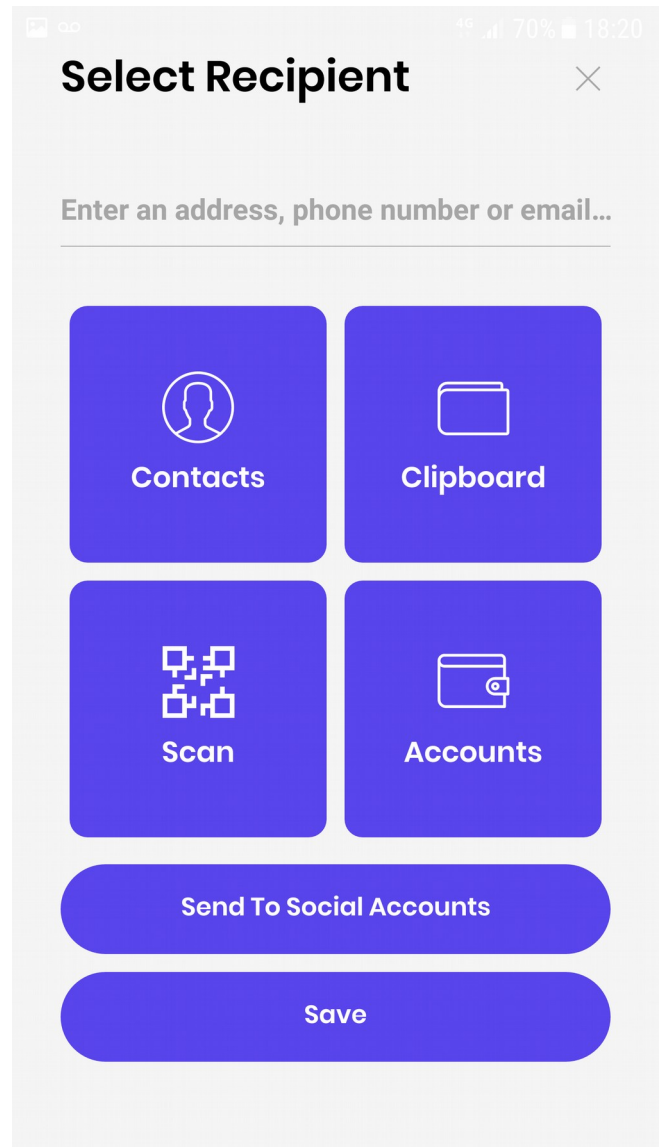 4G 70% 18:20
Select Recipient
Enter an address, phone number or email...
Contacts
Clipboard
Scan
Accounts
Send To Social Accounts
Save